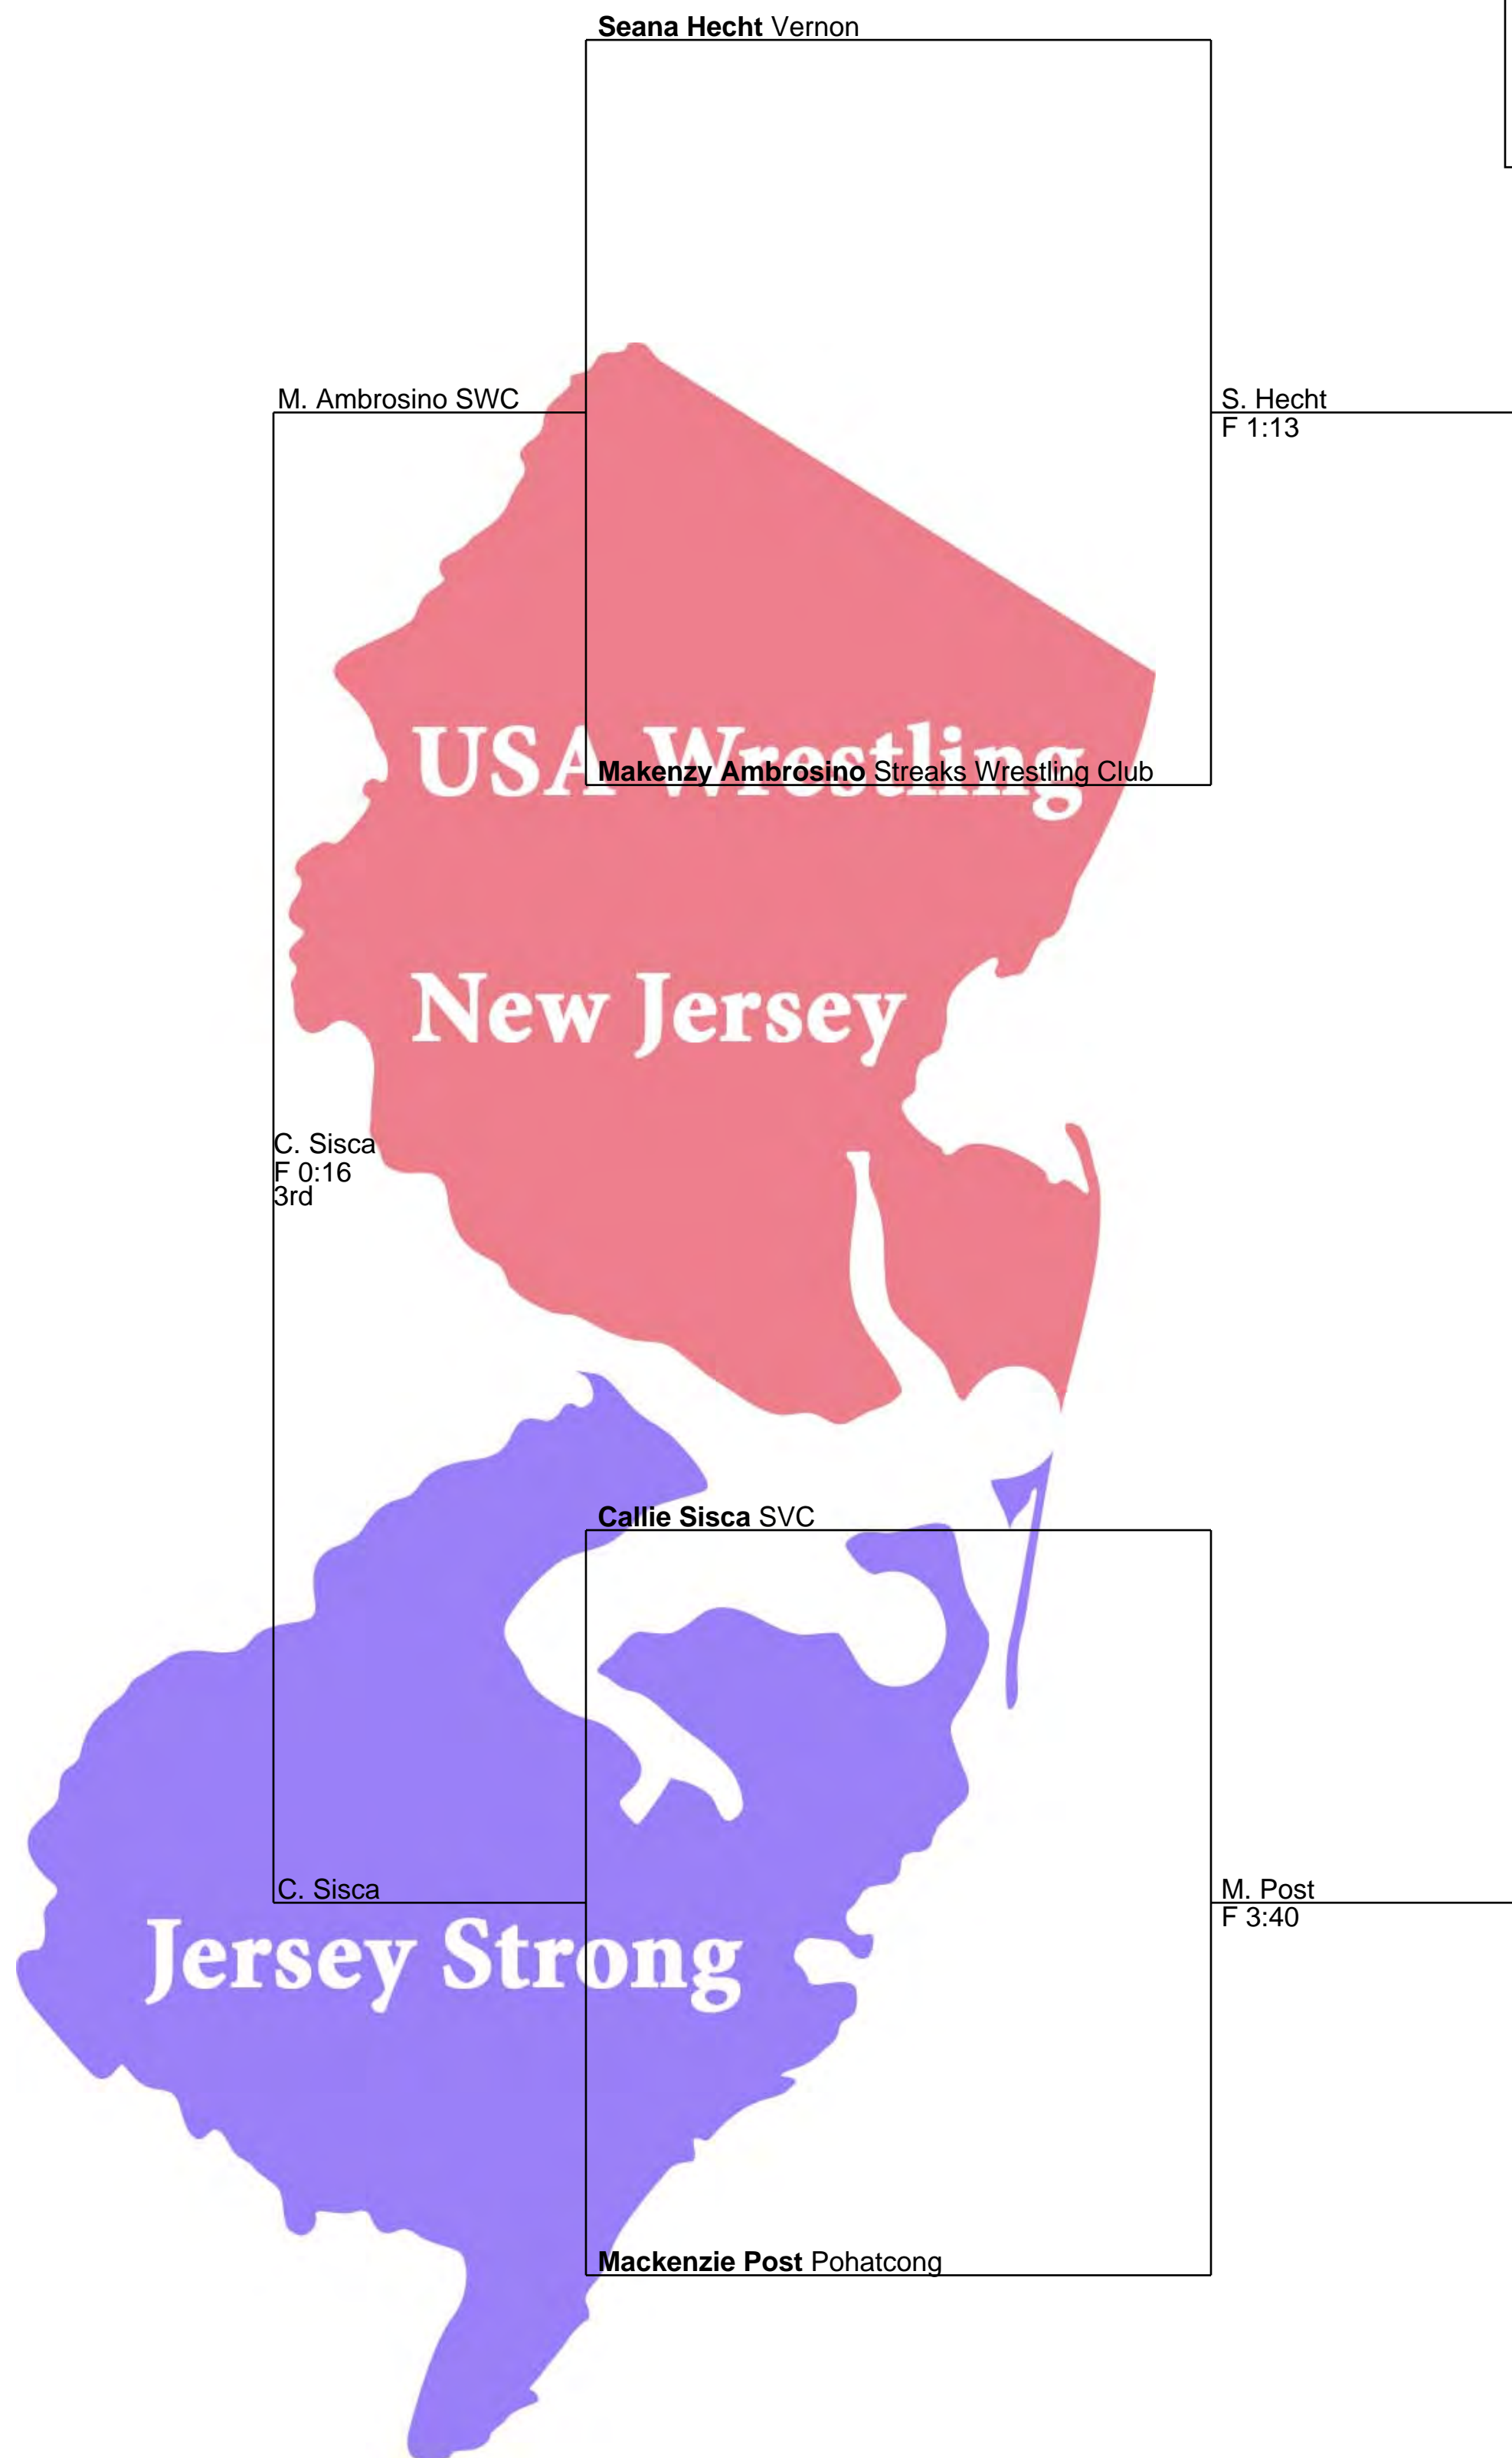 Seana Hecht Vernon
M. Ambrosino SWC
S. Hecht
F 1:13
USA Wrestling
Makenzy Ambrosino Streaks Wrestling Club
New Jersey
C. Sisca
F 0:16
3rd
Callie Sisca SVC
C. Sisca
M. Post
F 3:40
Jersey Strong
Mackenzie Post Pohatcong